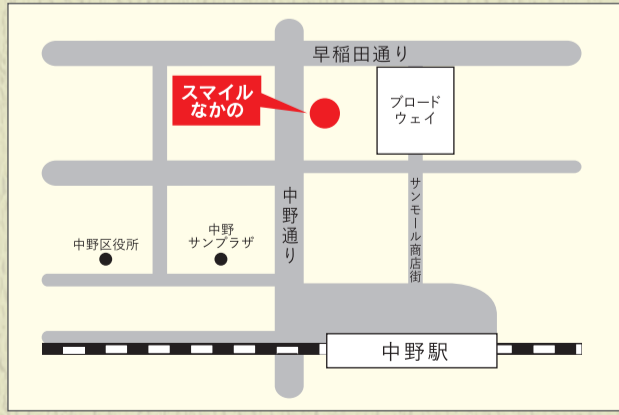 早稲田通り
スマイル
なかの
ブロード
ウェイ
中野通り
サンモール商店街
中野区役所
中野
サンプラザ
中野駅